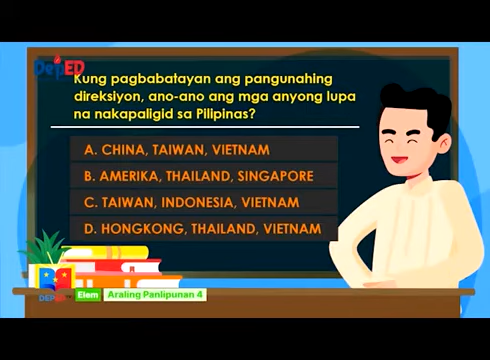 DepED
Kung pagbabatayan ang pangunahing
direksiyon, ano-ano ang mga anyong lupa
na nakapaligid sa Pilipinas?
A. CHINA, TAIWAN, VIETNAM
B. AMERIKA, THAILAND, SINGAPORE
C. TAIWAN, INDONESIA, VIETNAM
D. HONGKONG, THAILAND, VIETNAM
Elem Araling Panlipunan 4